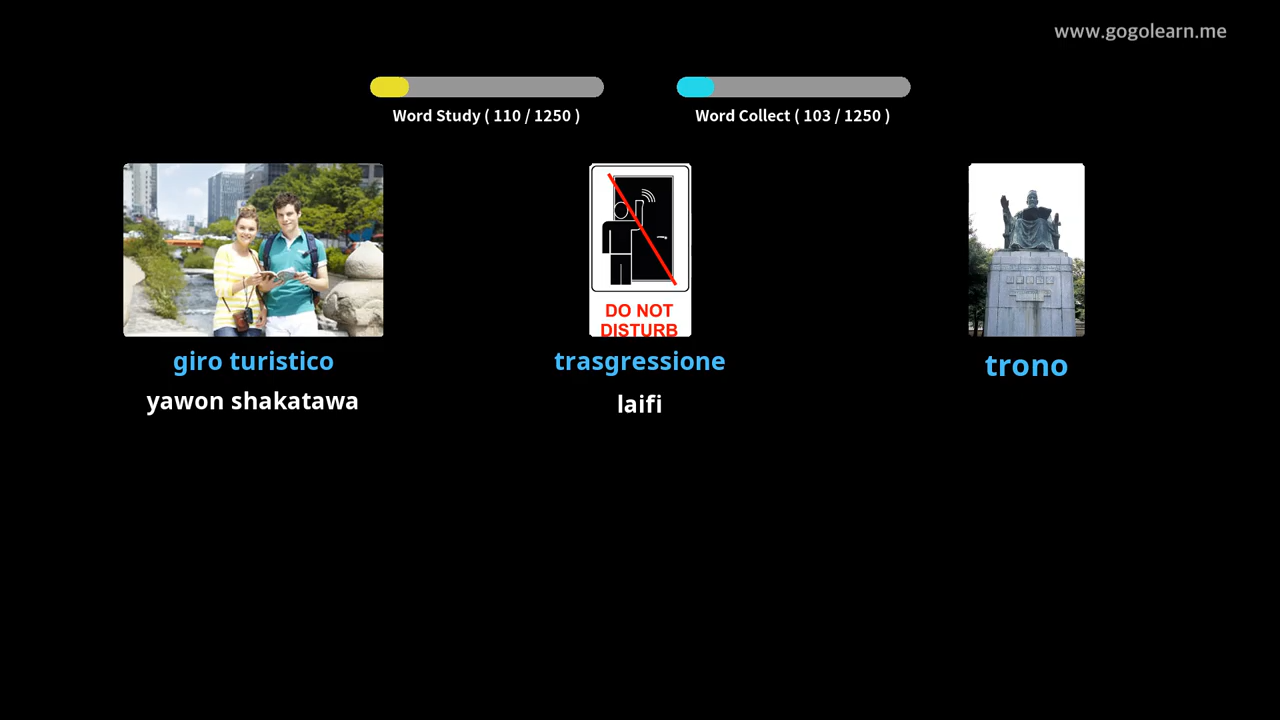 www.gogolearn.me
Word Study ( 110 / 1250 )
Word Collect ( 103 / 1250 )
DO NOT
DISTURB
giro turistico
trasgressione
trono
yawon shakatawa
laifi